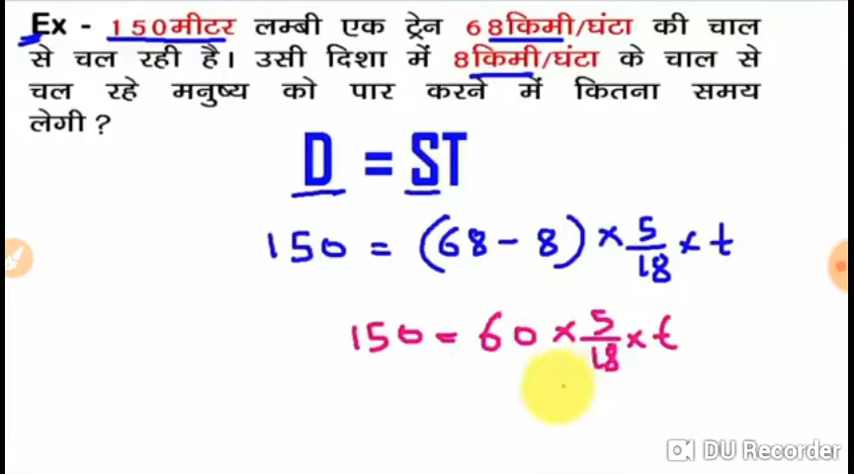 Ex - 150मीटर लम्बी एक ट्रेन 68किमी/घंटा की चाल
से चल रही है। उसी दिशा में 8किमी/घंटा के चाल से
चल रहे मनुष्य को पार करने में कितना समय
लेगी ?
D = ST
150 = (68 - 8) × 5/18 × t
150 = 60 × 5/18 × t
DU Recorder